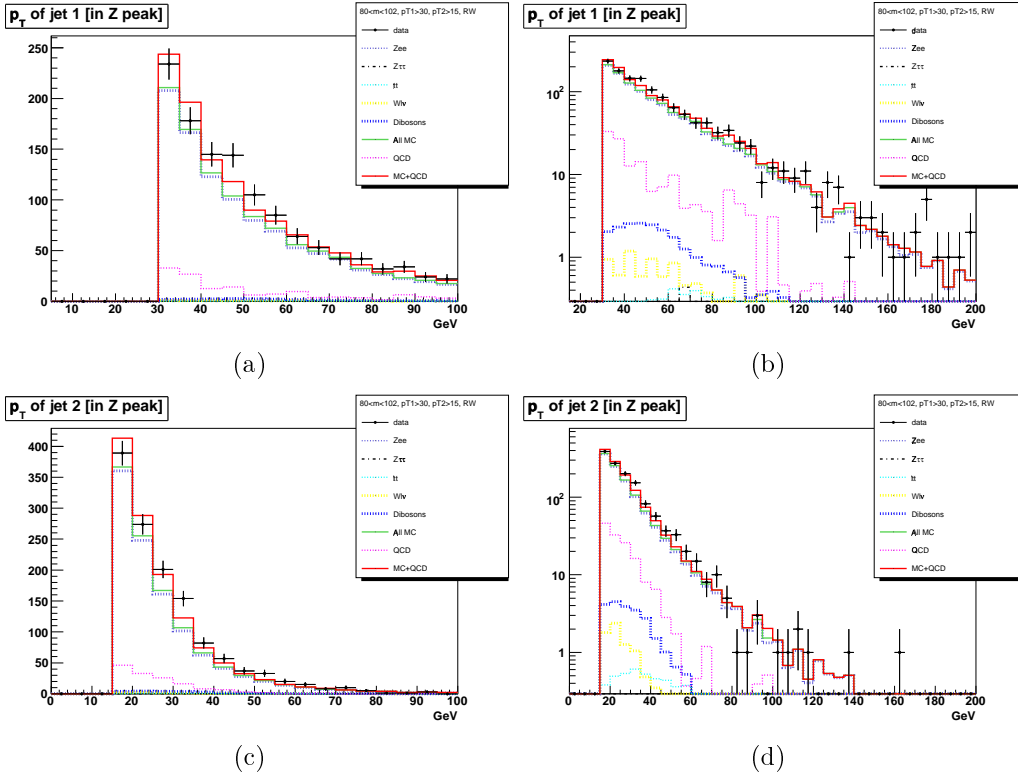 p_T of jet 1 [in Z peak]
80<m<102, pT1>30, pT2>15, RW
data
Zee
Zττ
tt
Wlν
Dibosons
All MC
QCD
MC+QCD
250
200
150
100
50
0
10 20 30 40 50 60 70 80 90 100
GeV
(a)
p_T of jet 1 [in Z peak]
80<m<102, pT1>30, pT2>15, RW
data
Zee
Zττ
tt
Wlν
Dibosons
All MC
QCD
MC+QCD
10²
10
1
20 40 60 80 100 120 140 160 180 200
GeV
(b)
p_T of jet 2 [in Z peak]
80<m<102, pT1>30, pT2>15, RW
data
Zee
Zττ
tt
Wlν
Dibosons
All MC
QCD
MC+QCD
400
350
300
250
200
150
100
50
0
10 20 30 40 50 60 70 80 90 100
GeV
(c)
p_T of jet 2 [in Z peak]
80<m<102, pT1>30, pT2>15, RW
data
Zee
Zττ
tt
Wlν
Dibosons
All MC
QCD
MC+QCD
10²
10
1
20 40 60 80 100 120 140 160 180 200
GeV
(d)